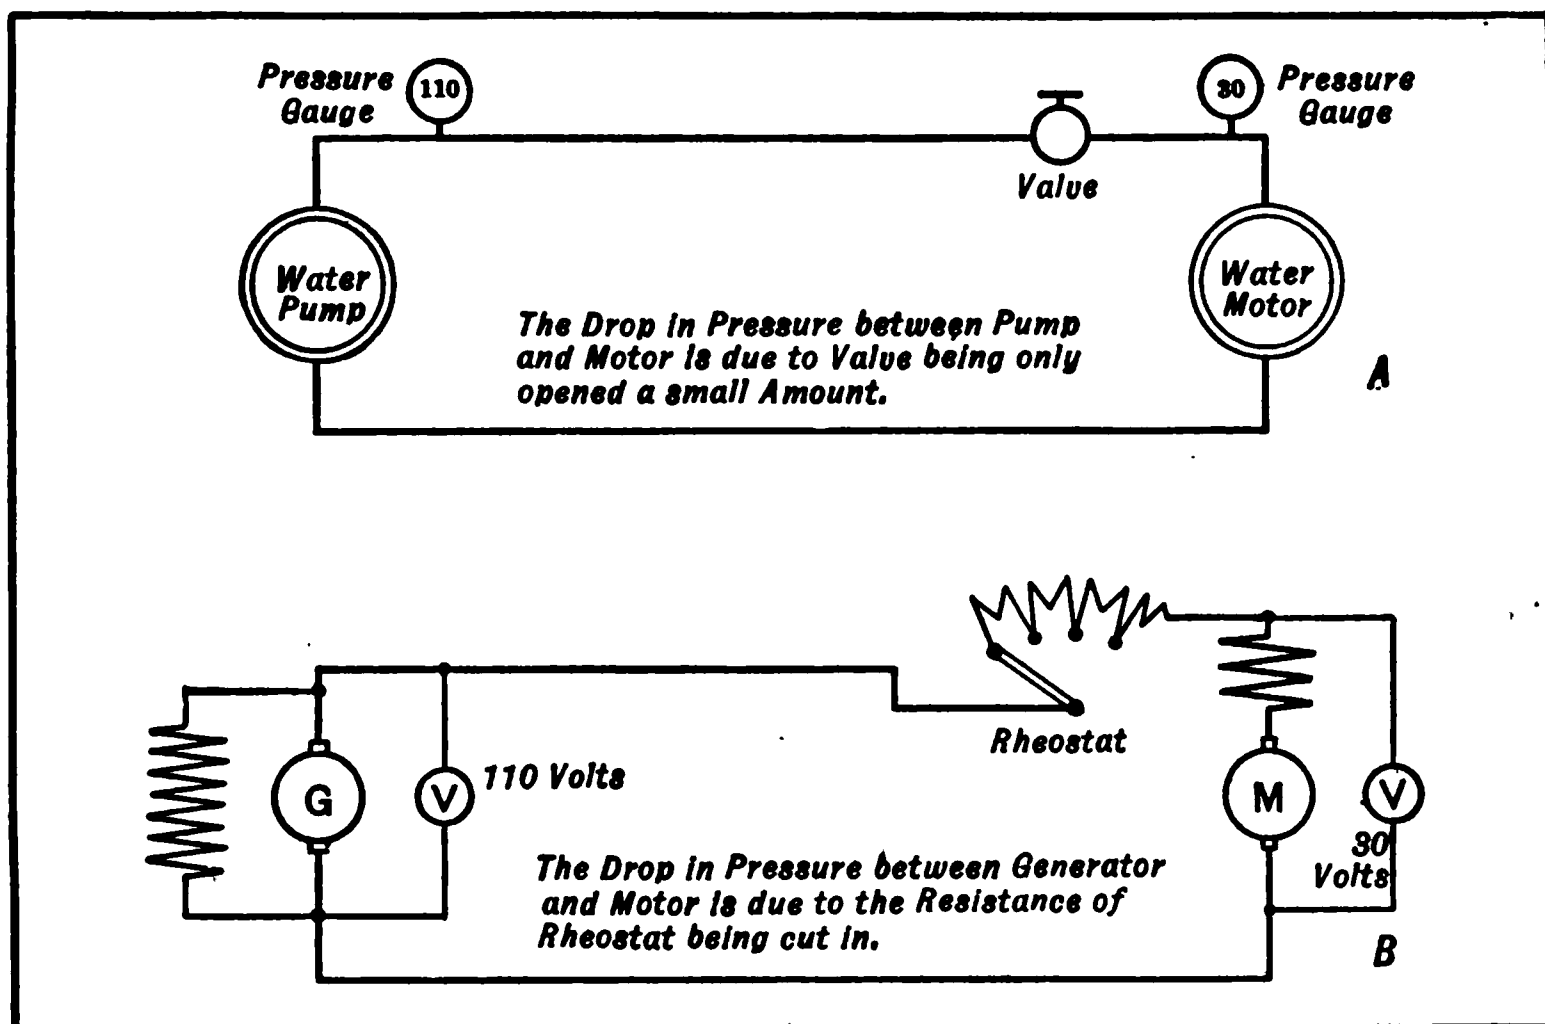 Pressure
Gauge
110
30
Pressure
Gauge
Valve
Water
Pump
Water
Motor
The Drop in Pressure between Pump
and Motor is due to Valve being only
opened a small Amount.
A
Rheostat
110 Volts
G
V
M
V
30
Volts
The Drop in Pressure between Generator
and Motor is due to the Resistance of
Rheostat being cut in.
B